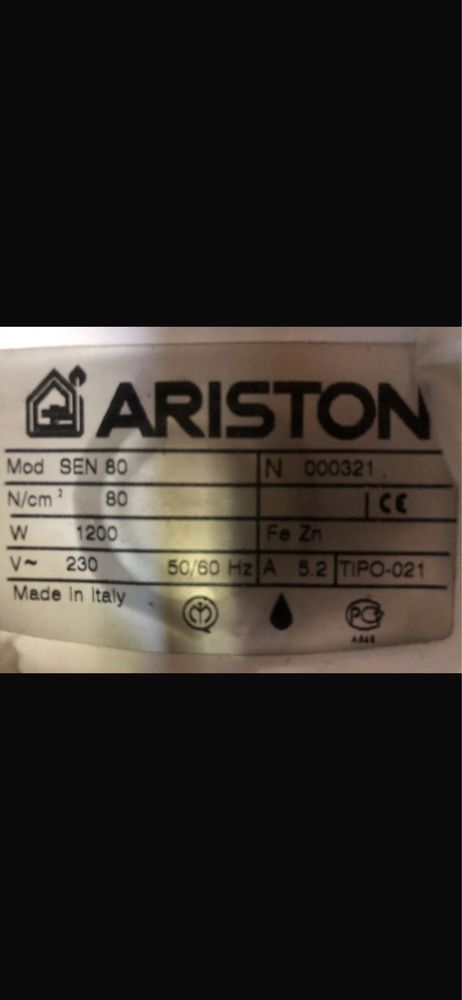 ARISTON
Mod SEN 80 N 000321
N/cm² 80 CE
W 1200 Fe Zn
V~ 230 50/60 Hz A 5.2 TIPO-021
Made in Italy